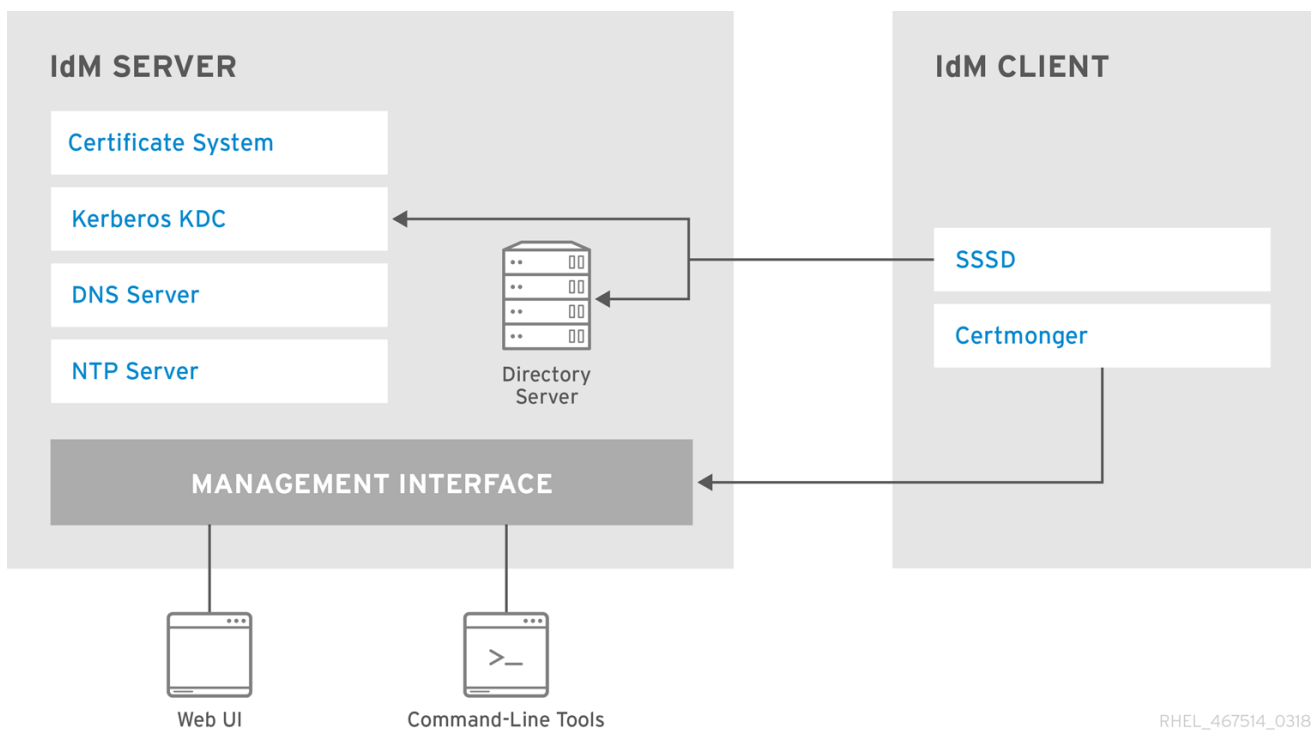 IdM SERVER
Certificate System
Kerberos KDC
DNS Server
NTP Server
Directory
Server
MANAGEMENT INTERFACE
Web UI
>_
Command-Line Tools
IdM CLIENT
SSSD
Certmonger
RHEL_467514_0318